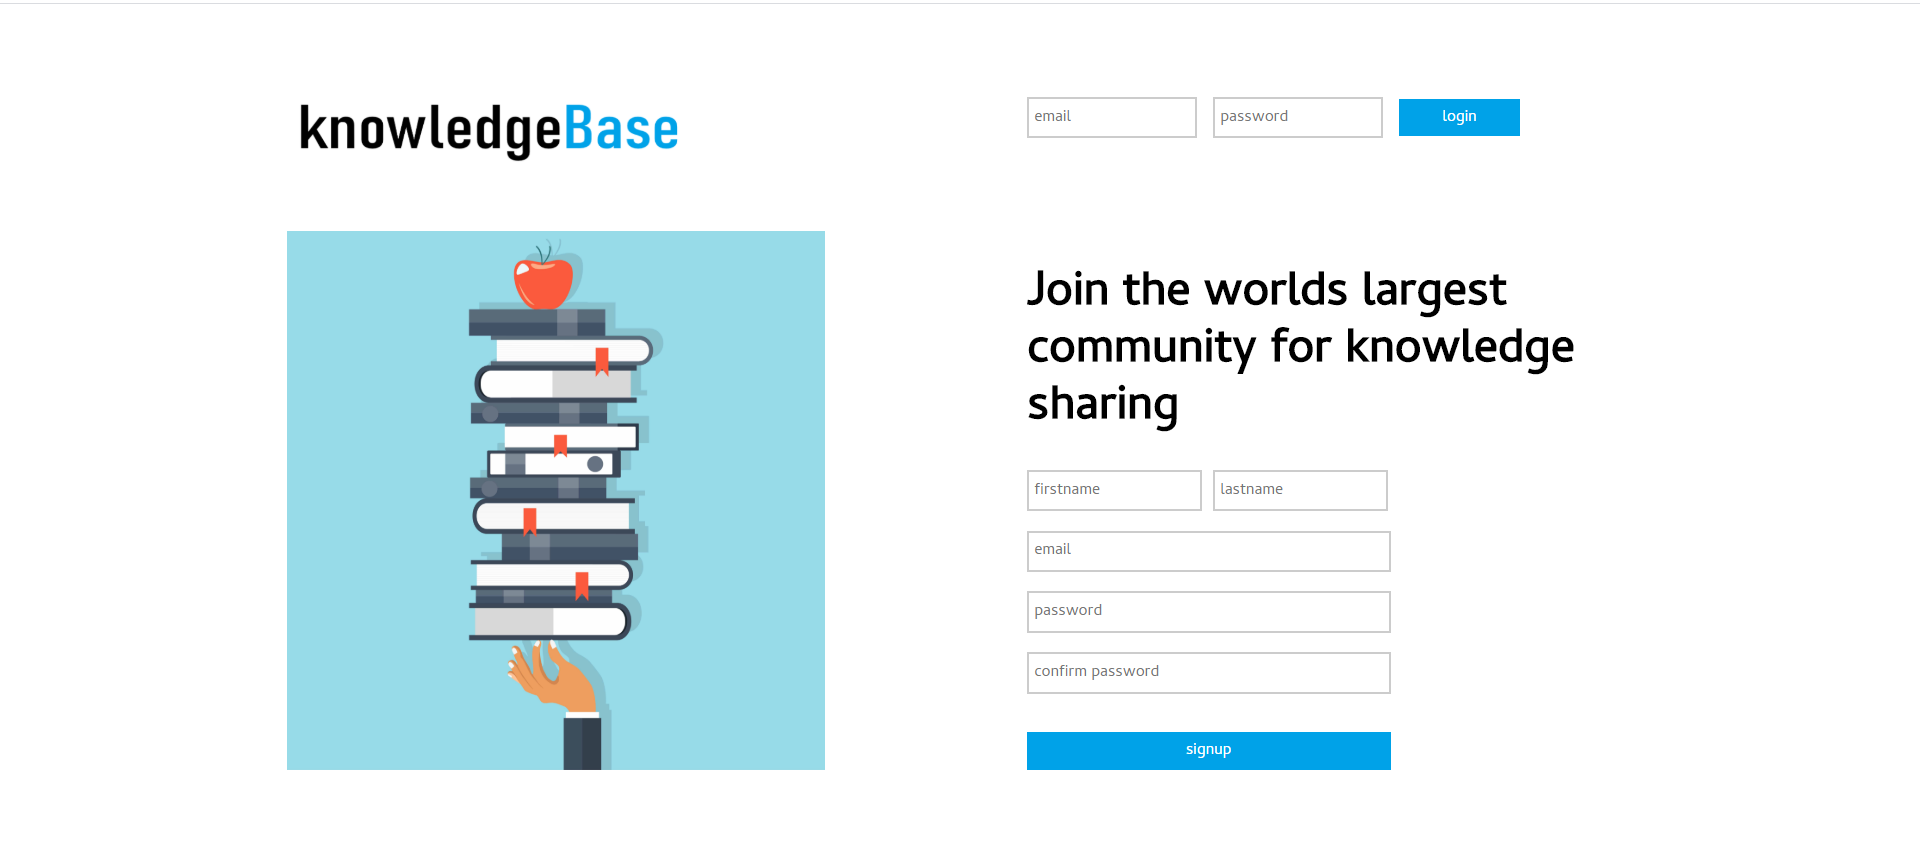 knowledgeBase
email
password
login
Join the worlds largest
community for knowledge
sharing
firstname
lastname
email
password
confirm password
signup